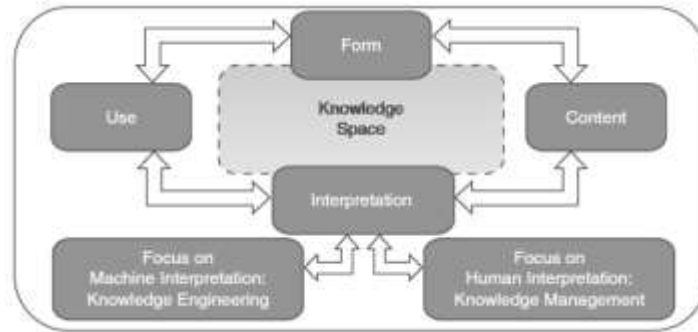 Form
Knowledge
Space
Use
Content
Interpretation
Focus on
Machine Interpretation:
Knowledge Engineering
Focus on
Human Interpretation:
Knowledge Management